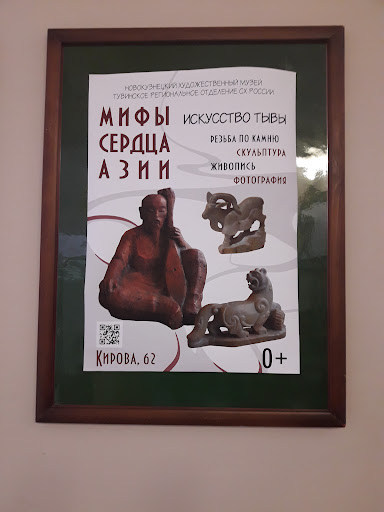 НОВОКУЗНЕЦКИЙ ХУДОЖЕСТВЕННЫЙ МУЗЕЙ
ТУВИНСКОЕ РЕГИОНАЛЬНОЕ ОТДЕЛЕНИЕ СХ РОССИИ
МИФЫ
СЕРДЦА
АЗИИ
ИСКУССТВО ТЫВЫ
РЕЗЬБА ПО КАМНЮ
СКУЛЬПТУРА
ЖИВОПИСЬ
ФОТОГРАФИЯ
КИРОВА, 62
0+